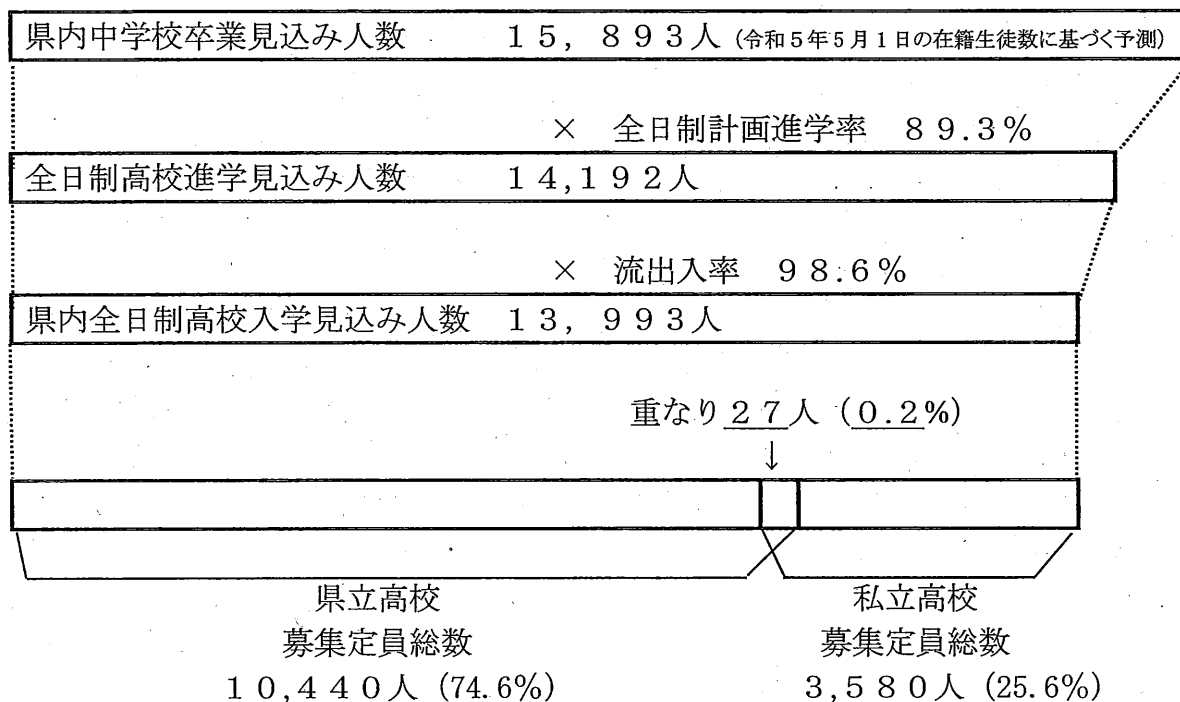 県内中学校卒業見込み人数 １５，８９３人 (令和５年５月１日の在籍生徒数に基づく予測)
× 全日制計画進学率 ８９.３％
全日制高校進学見込み人数 １４,１９２人
× 流出入率 ９８.６％
県内全日制高校入学見込み人数 １３，９９３人
重なり２７人（０.２%）
↓
県立高校 私立高校
募集定員総数 募集定員総数
１０,４４０人 (74.6%) ３,５８０人 (25.6%)